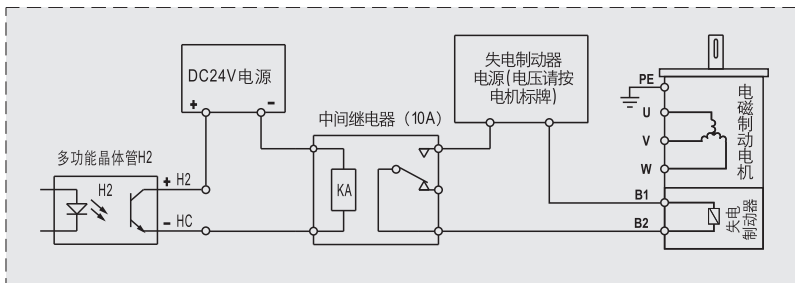 DC24V电源
+
-
失电制动器
电源(电压请按
电机标牌)
中间继电器（10A）
多功能晶体管H2
H2
+ H2
- HC
KA
PE
U
V
W
B1
B2
电磁制动电机
失电
制动器